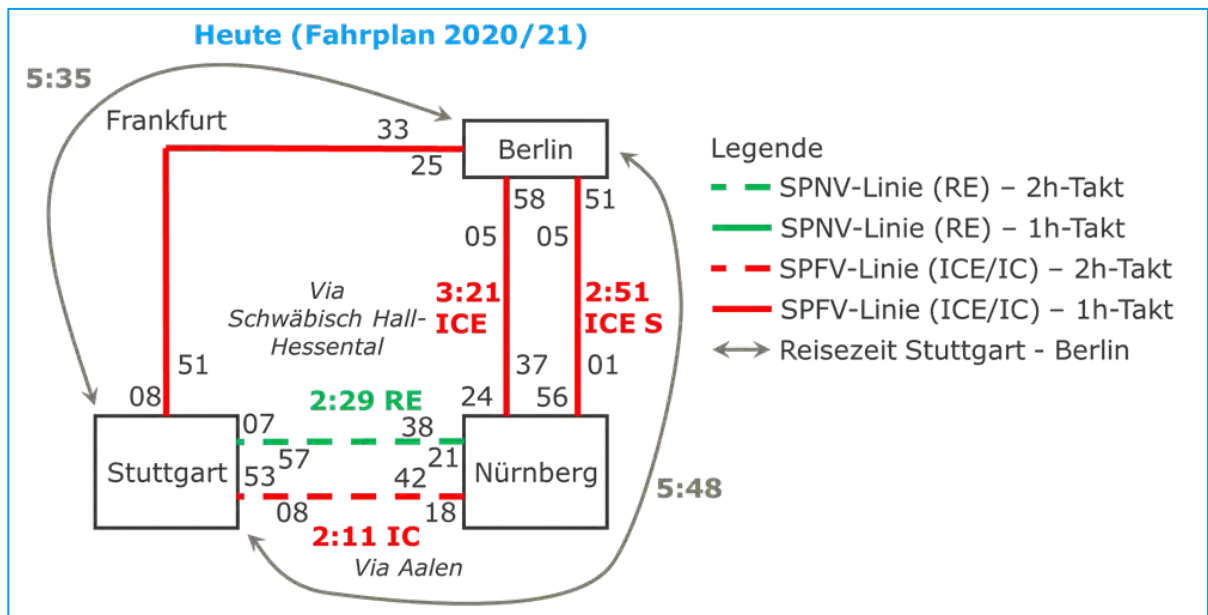 Heute (Fahrplan 2020/21)
5:35
Frankfurt
33
25
Berlin
58
51
05
05
Via
Schwäbisch Hall-
Hessental
3:21
ICE
2:51
ICE S
51
08
37
01
24
56
2:29 RE
07
38
57
21
Stuttgart
Nürnberg
53
42
08
18
2:11 IC
Via Aalen
5:48
Legende
SPNV-Linie (RE) – 2h-Takt
SPNV-Linie (RE) – 1h-Takt
SPFV-Linie (ICE/IC) – 2h-Takt
SPFV-Linie (ICE/IC) – 1h-Takt
Reisezeit Stuttgart - Berlin